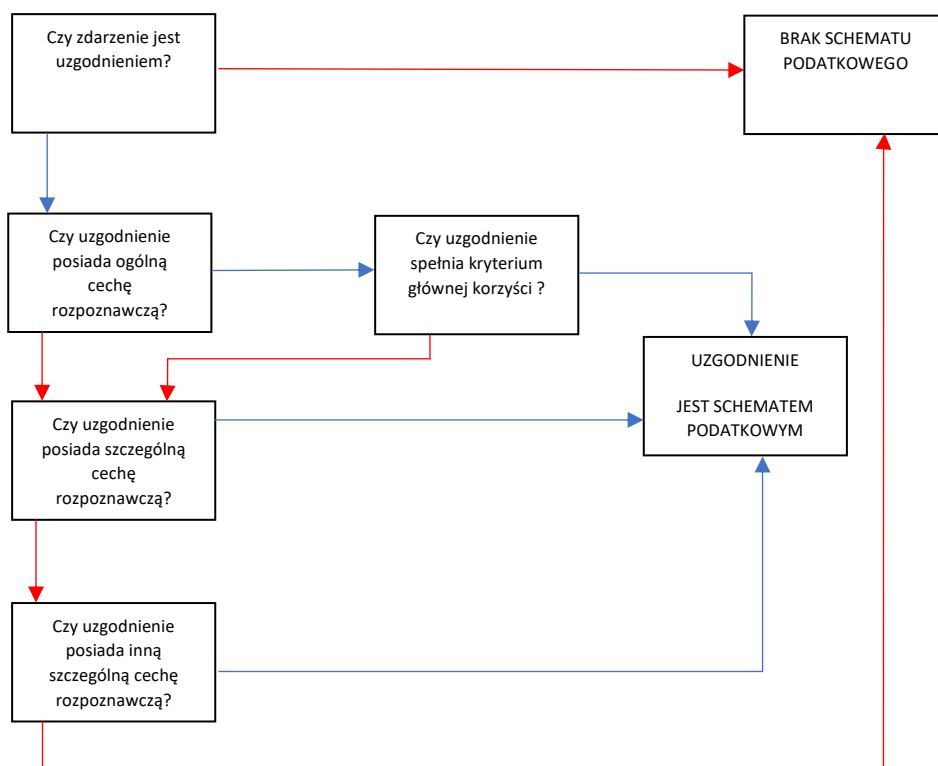 Czy zdarzenie jest
uzgodnieniem?
BRAK SCHEMATU
PODATKOWEGO
Czy uzgodnienie
posiada ogólną
cechę
rozpoznawczą?
Czy uzgodnienie
spełnia kryterium
głównej korzyści ?
UZGODNIENIE
JEST SCHEMATEM
PODATKOWYM
Czy uzgodnienie
posiada szczególną
cechę
rozpoznawczą?
Czy uzgodnienie
posiada inną
szczególną cechę
rozpoznawczą?